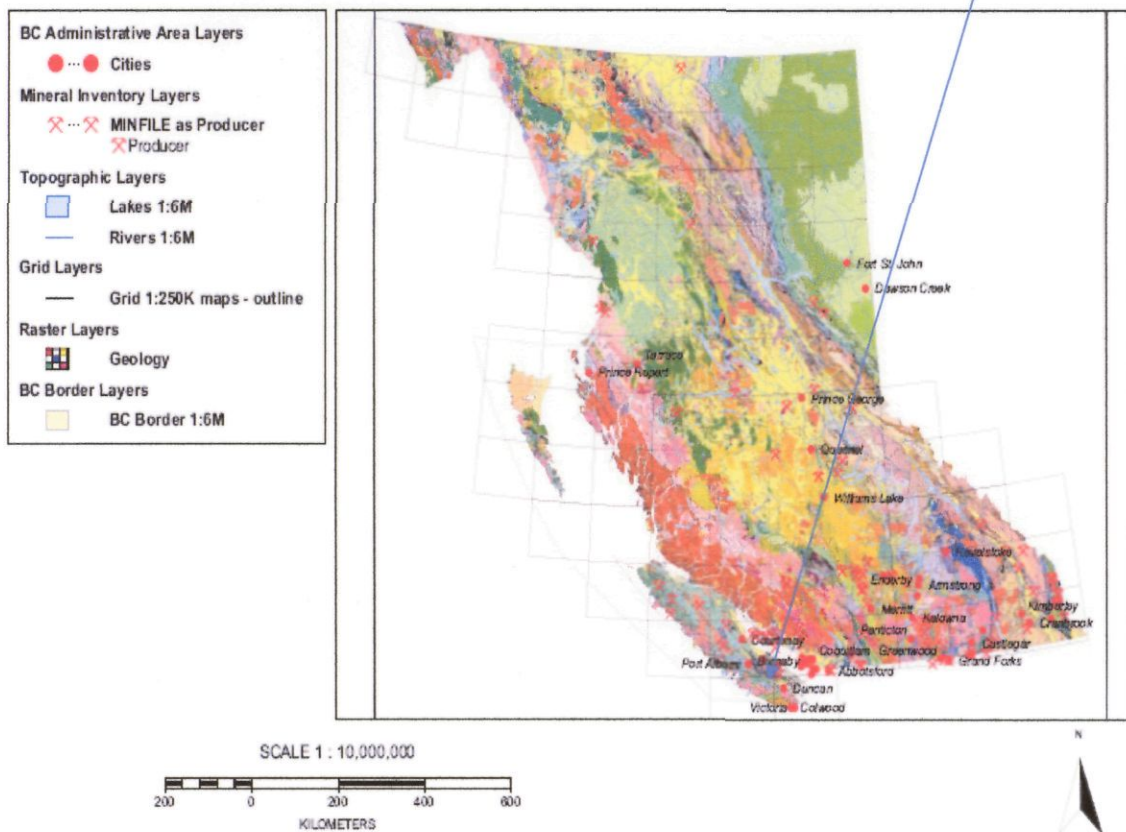 BC Administrative Area Layers
Cities
Mineral Inventory Layers
MINFILE as Producer
Producer
Topographic Layers
Lakes 1:6M
Rivers 1:6M
Grid Layers
Grid 1:250K maps - outline
Raster Layers
Geology
BC Border Layers
BC Border 1:6M
Fort St. John
Dawson Creek
Terrace
Prince Rupert
Prince George
Quesnel
Williams Lake
Revelstoke
Enderby
Armstrong
Merritt
Kelowna
Kimberley
Cranbrook
Penticton
Courtenay
Castlegar
Coquitlam
Greenwood
Port Alberni
Burnaby
Grand Forks
Abbotsford
Duncan
Victoria
Colwood
SCALE 1 : 10,000,000
200 0 200 400 600
KILOMETERS
N